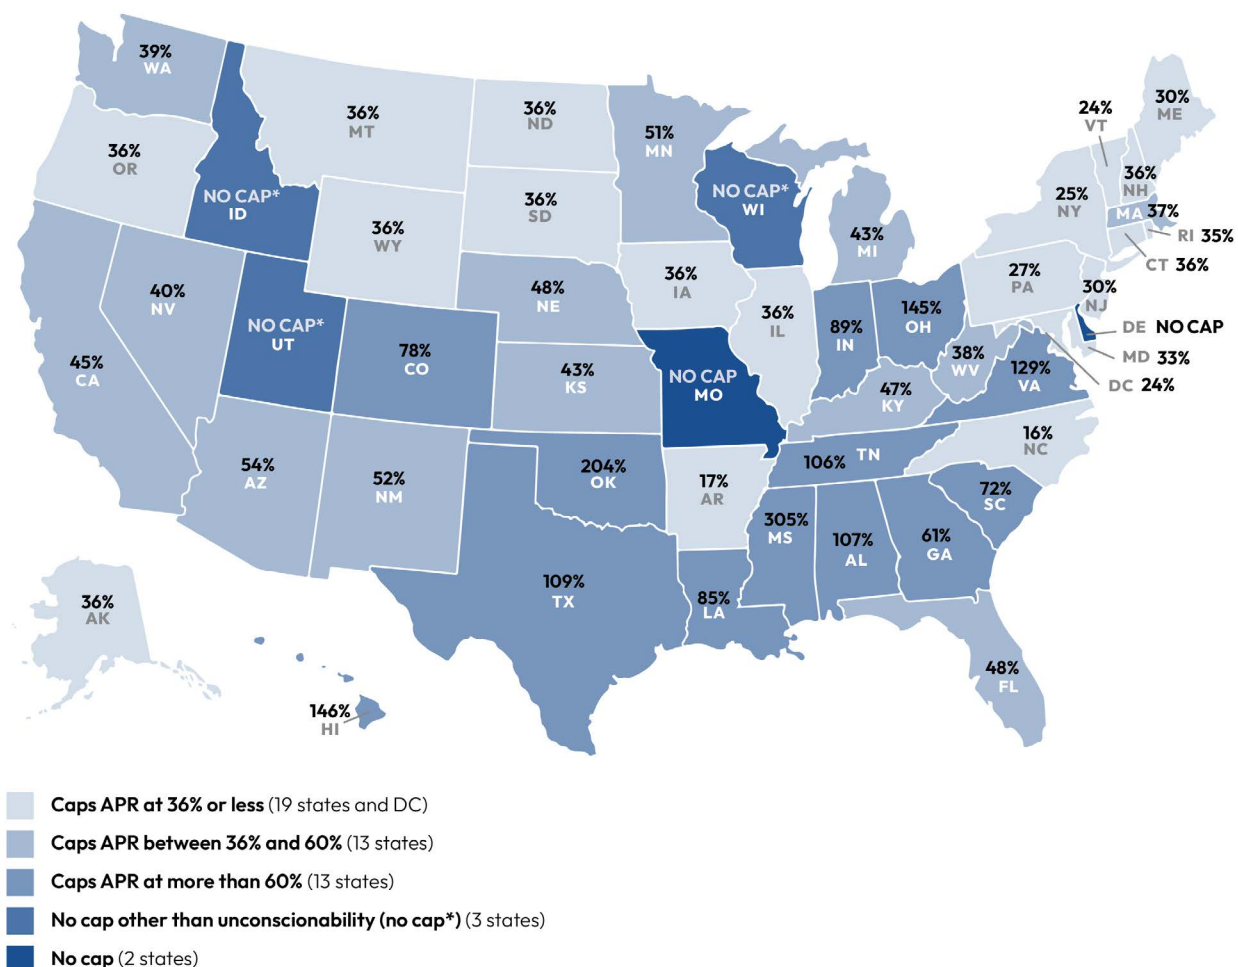 39%
WA
36%
OR
NO CAP*
ID
36%
MT
36%
ND
51%
MN
NO CAP*
WI
24%
VT
30%
ME
36%
NH
25%
NY
MA 37%
RI 35%
CT 36%
36%
WY
36%
SD
43%
MI
36%
IA
27%
PA
30%
NJ
DE NO CAP
MD 33%
DC 24%
45%
CA
40%
NV
NO CAP*
UT
78%
CO
48%
NE
43%
KS
NO CAP
MO
36%
IL
89%
IN
145%
OH
38%
WV
129%
VA
47%
KY
16%
NC
54%
AZ
52%
NM
204%
OK
17%
AR
106% TN
72%
SC
305%
MS
107%
AL
61%
GA
109%
TX
85%
LA
48%
FL
36%
AK
146%
HI
Caps APR at 36% or less (19 states and DC)
Caps APR between 36% and 60% (13 states)
Caps APR at more than 60% (13 states)
No cap other than unconscionability (no cap*) (3 states)
No cap (2 states)